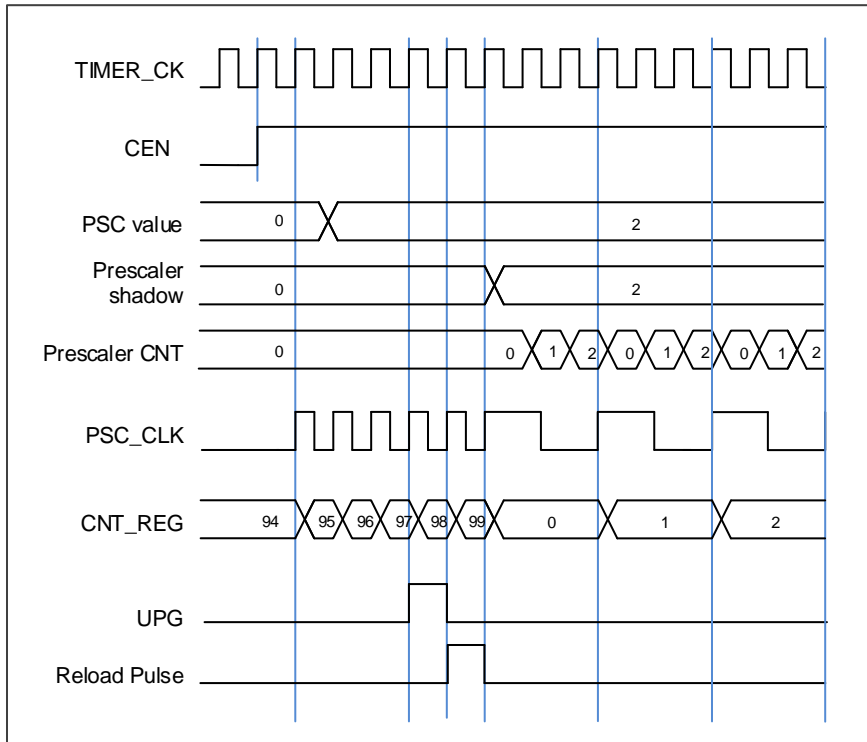 TIMER_CK
CEN
PSC value 0 2
Prescaler
shadow 0 2
Prescaler CNT 0 0 1 2 0 1 2 0 1 2
PSC_CLK
CNT_REG 94 95 96 97 98 99 0 1 2
UPG
Reload Pulse